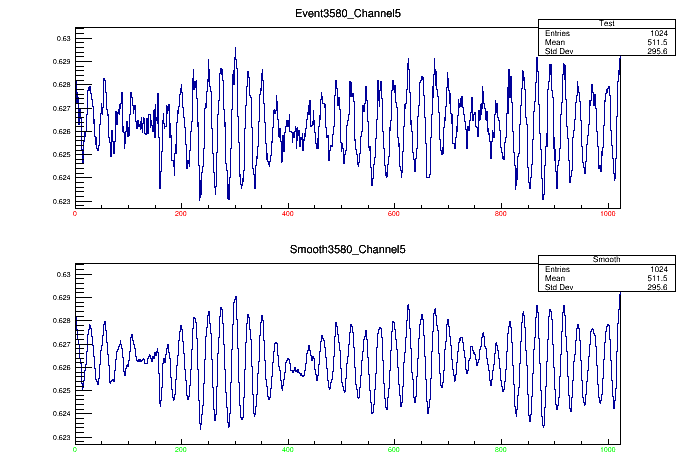 Event3580_Channel5
Test
Entries 1024
Mean 511.5
Std Dev 295.6
0.63
0.629
0.628
0.627
0.626
0.625
0.624
0.623
0 200 400 600 800 1000
Smooth3580_Channel5
Smooth
Entries 1024
Mean 511.5
Std Dev 295.6
0.63
0.629
0.628
0.627
0.626
0.625
0.624
0.623
0 200 400 600 800 1000